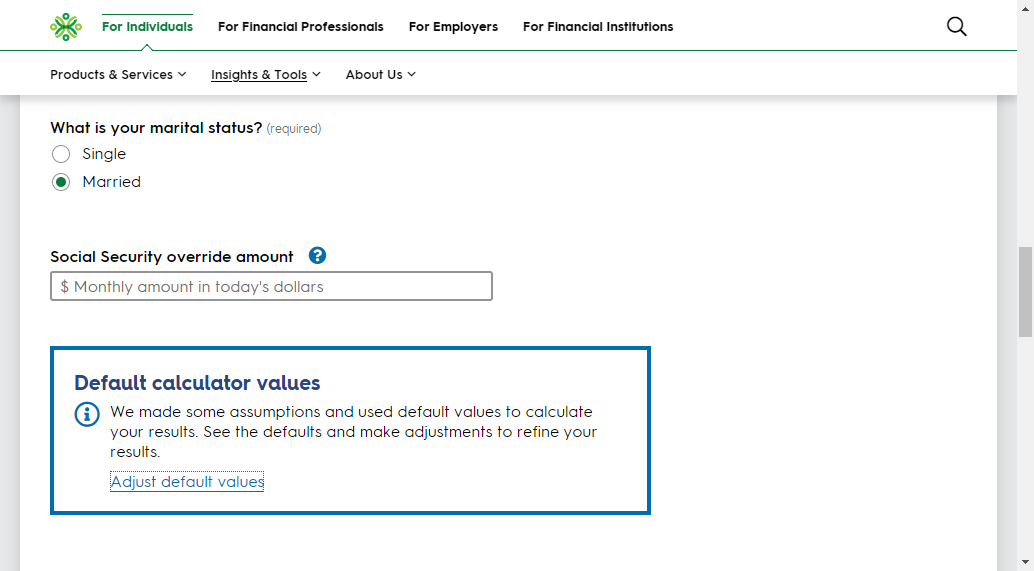 For Individuals For Financial Professionals For Employers For Financial Institutions
Products & Services Insights & Tools About Us
What is your marital status? (required)
Single
Married
Social Security override amount ?
$ Monthly amount in today's dollars
Default calculator values
We made some assumptions and used default values to calculate
your results. See the defaults and make adjustments to refine your
results.
Adjust default values